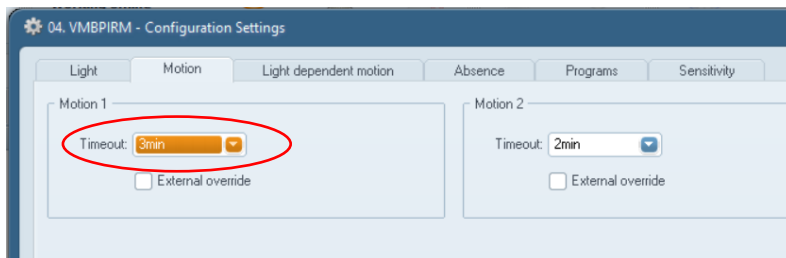 04. VMBPIRM - Configuration Settings
Light Motion Light dependent motion Absence Programs Sensitivity
Motion 1 Motion 2
Timeout: 3min Timeout: 2min
External override External override